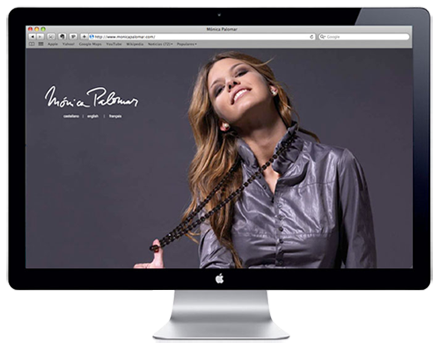 Mónica Palomar
http://www.monicapalomar.com/
Google
Apple Yahoo! Google Maps YouTube Wikipedia Noticias Populares
Mónica Palomar
castellano | english | français